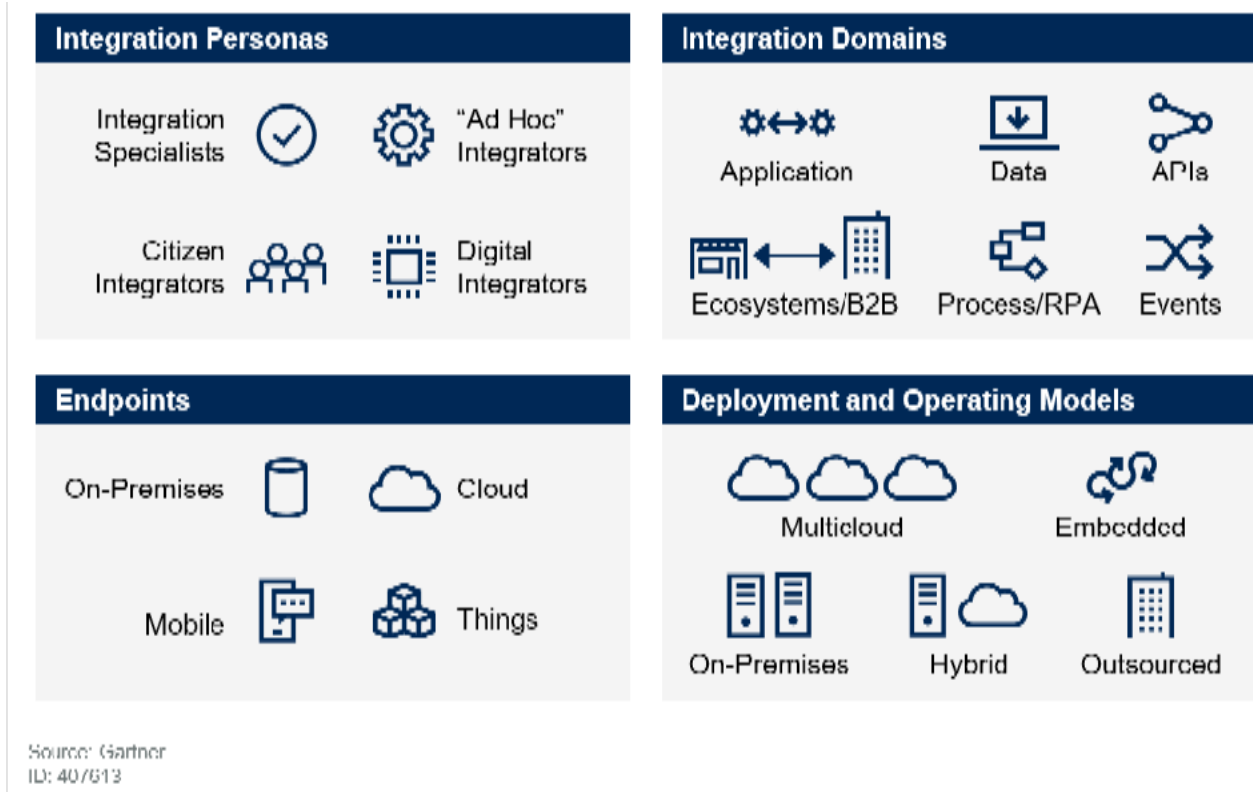 Integration Personas
Integration
Specialists
"Ad Hoc"
Integrators
Citizen
Integrators
Digital
Integrators
Integration Domains
Application
Data
APIs
Ecosystems/B2B
Process/RPA
Events
Endpoints
On-Premises
Cloud
Mobile
Things
Deployment and Operating Models
Multicloud
Embedded
On-Premises
Hybrid
Outsourced
Source: Gartner
ID: 407613